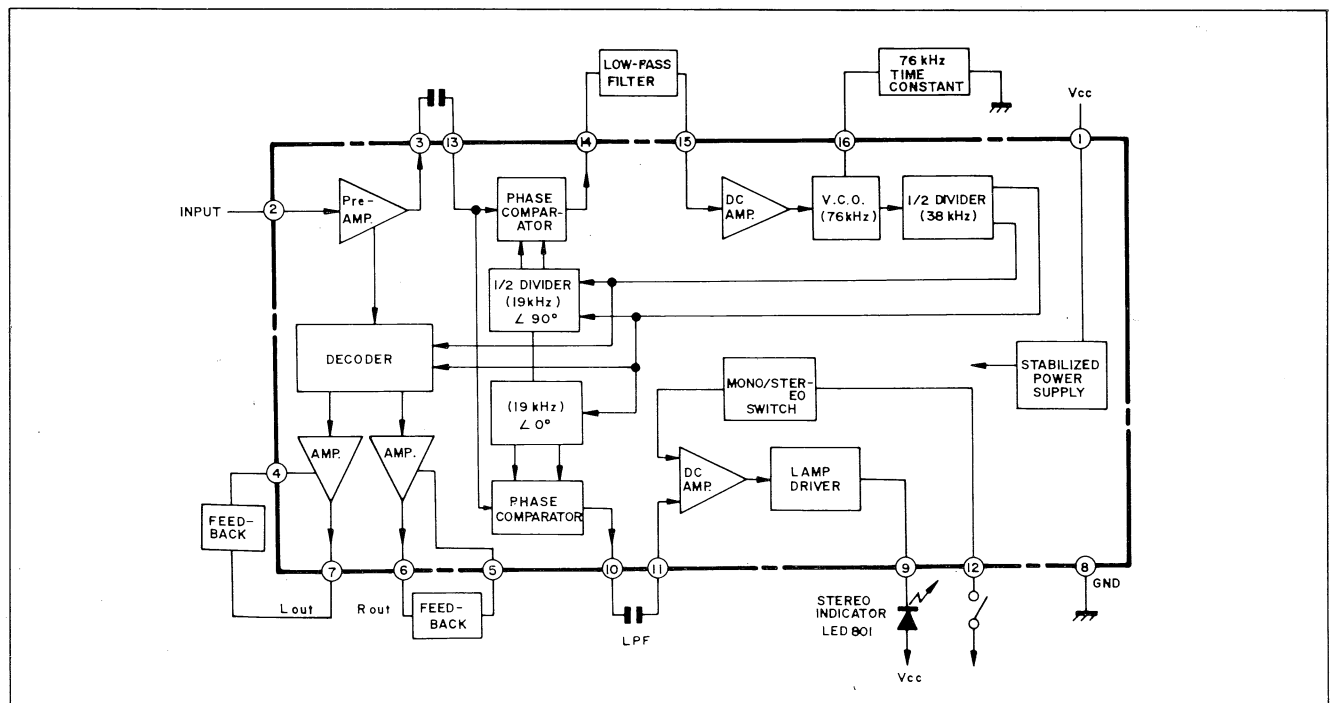 LOW-PASS
FILTER
76 kHz
TIME
CONSTANT
Vcc
3
13
14
15
16
1
INPUT
2
Pre-
AMP.
PHASE
COMPAR-
ATOR
DC
AMP.
V.C.O.
(76kHz)
1/2 DIVIDER
(38 kHz)
1/2 DIVIDER
(19kHz)
∠ 90°
DECODER
STABILIZED
POWER
SUPPLY
MONO/STER-
EO
SWITCH
(19 kHz)
∠ 0°
AMP.
AMP.
4
DC
AMP.
LAMP
DRIVER
PHASE
COMPARATOR
FEED-
BACK
7
6
5
10
11
9
12
8
GND
L out
R out
FEED-
BACK
LPF
STEREO
INDICATOR
LED 801
Vcc